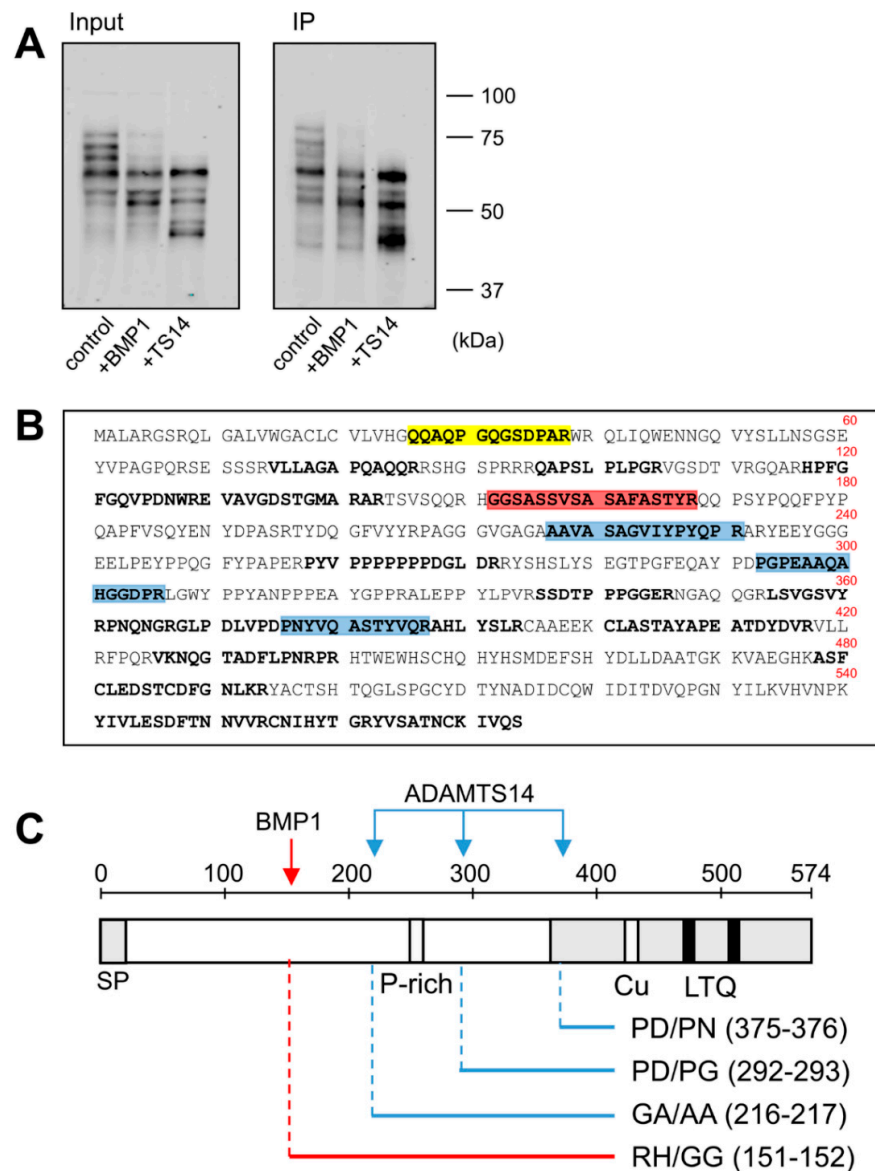 A
Input
IP
100
75
50
37
(kDa)
control
+BMP1
+TS14
control
+BMP1
+TS14
B
60
MALARGSRQL GALVWGACLC VLVHGQQAQP GQGSDPARWR QLIQWENNGQ VYSLLNSGSE
120
YVPAGPQRSE SSSRVLLAGA PQAQQRRSHG SPRRRQAPSL PLPGRVGSDT VRGQARHPFG
180
FGQVPDNWRE VAVGDSTGMA RARTSVSQQR HGGSASSVSA SAFASTYRQQ PSYPQQFPYP
240
QAPFVSQYEN YDPASRTYDQ GFVYYRPAGG GVGAGAAAVA SAGVIYPYQP RARYEEYGGG
300
EELPEYPPQG FYPAPERPYV PPPPPPPDGL DRRYSHSLYS EGTPGFEQAY PDPGPEAAQA
360
HGGDPRLGWY PPYANPPPEA YGPPRALEPP YLPVRSSDTP PPGGERNGAQ QGRLSVGSVY
420
RPNQNGRGLP DLVPDPNYVQ ASTYVQRAHL YSLRCAAEEK CLASTAYAPE ATDYDVRVLL
480
RFPQRVKNQG TADFLPNRPR HTWEWHSCHQ HYHSMDEFSH YDLLDAATGK KVAEGHKASF
540
CLEDSTCDFG NLKRYACTSH TQGLSPGCYD TYNADIDCQW IDITDVQPGN YILKVHVNPK
YIVLESDFTN NVVRCNIHYT GRYVSATNCK IVQS
C
ADAMTS14
BMP1
0 100 200 300 400 500 574
SP
P-rich
Cu
LTQ
PD/PN (375-376)
PD/PG (292-293)
GA/AA (216-217)
RH/GG (151-152)